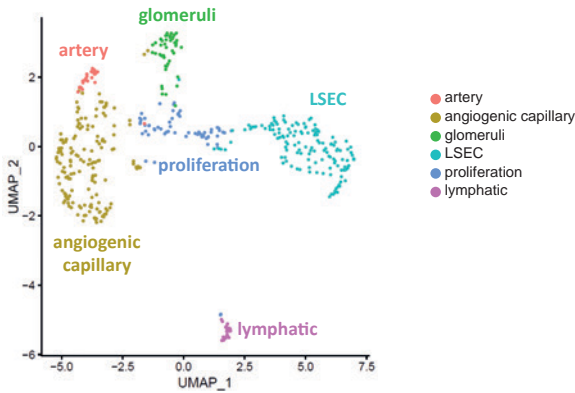 glomeruli
artery
LSEC
proliferation
angiogenic
capillary
lymphatic
artery
angiogenic capillary
glomeruli
LSEC
proliferation
lymphatic
2
0
−2
−4
−6
UMAP_2
−5.0
−2.5
0.0
2.5
5.0
7.5
UMAP_1